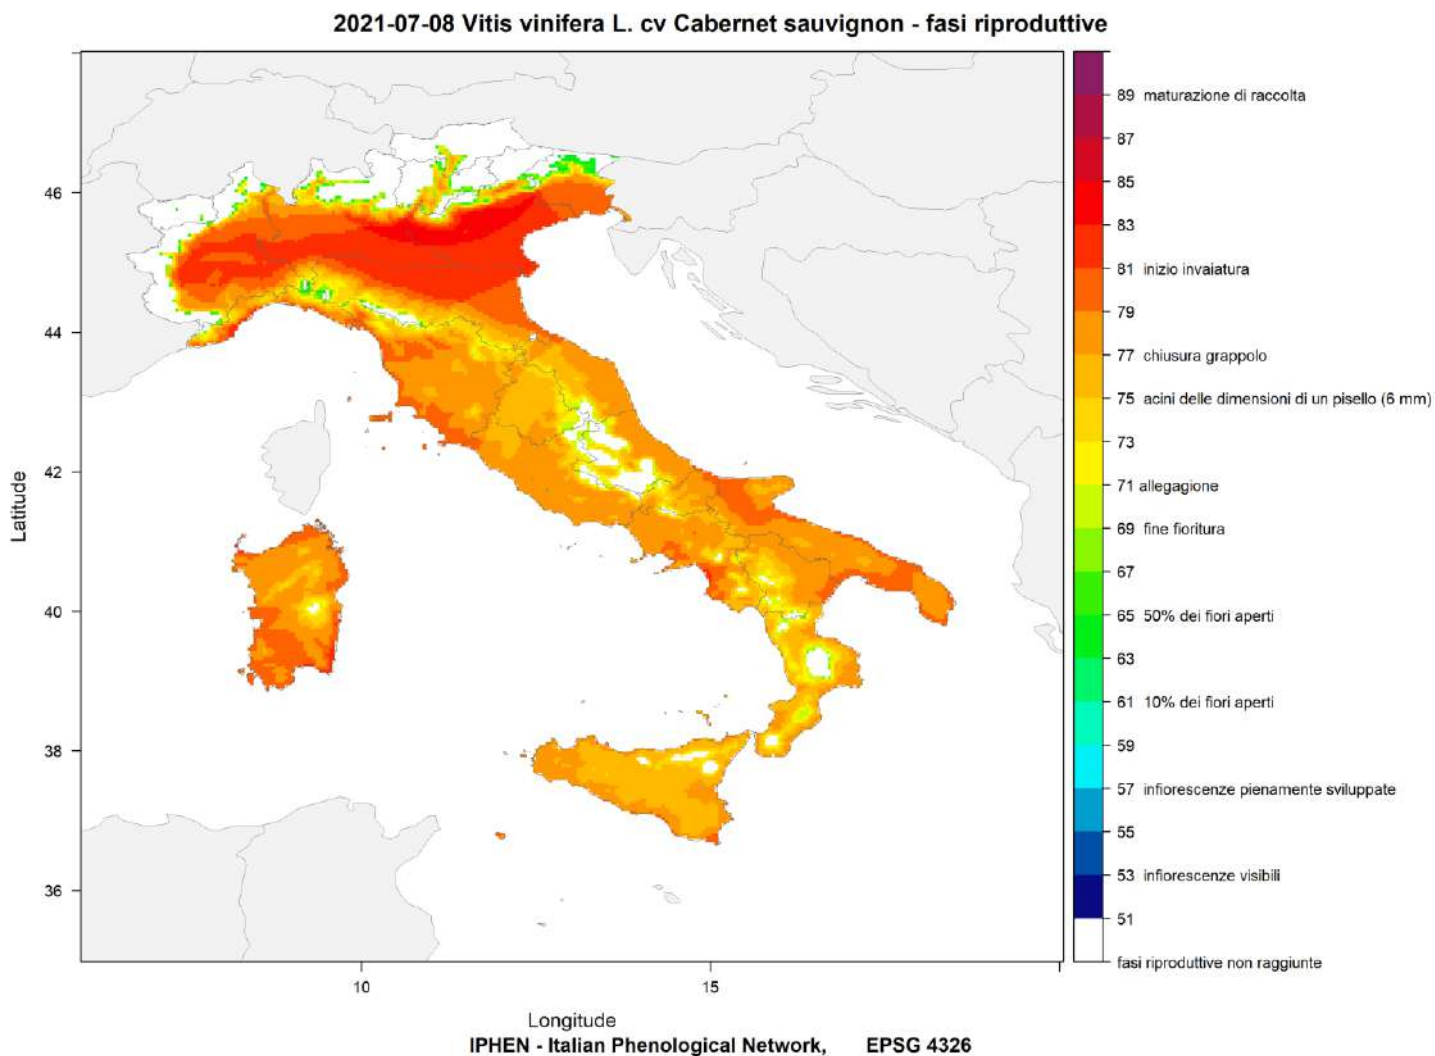 2021-07-08 Vitis vinifera L. cv Cabernet sauvignon - fasi riproduttive
89 maturazione di raccolta
87
85
83
81 inizio invaiatura
79
77 chiusura grappolo
75 acini delle dimensioni di un pisello (6 mm)
73
71 allegagione
69 fine fioritura
67
65 50% dei fiori aperti
63
61 10% dei fiori aperti
59
57 infiorescenze pienamente sviluppate
55
53 infiorescenze visibili
51
fasi riproduttive non raggiunte
Latitude
46
44
42
40
38
36
10
15
Longitude
IPHEN - Italian Phenological Network, EPSG 4326